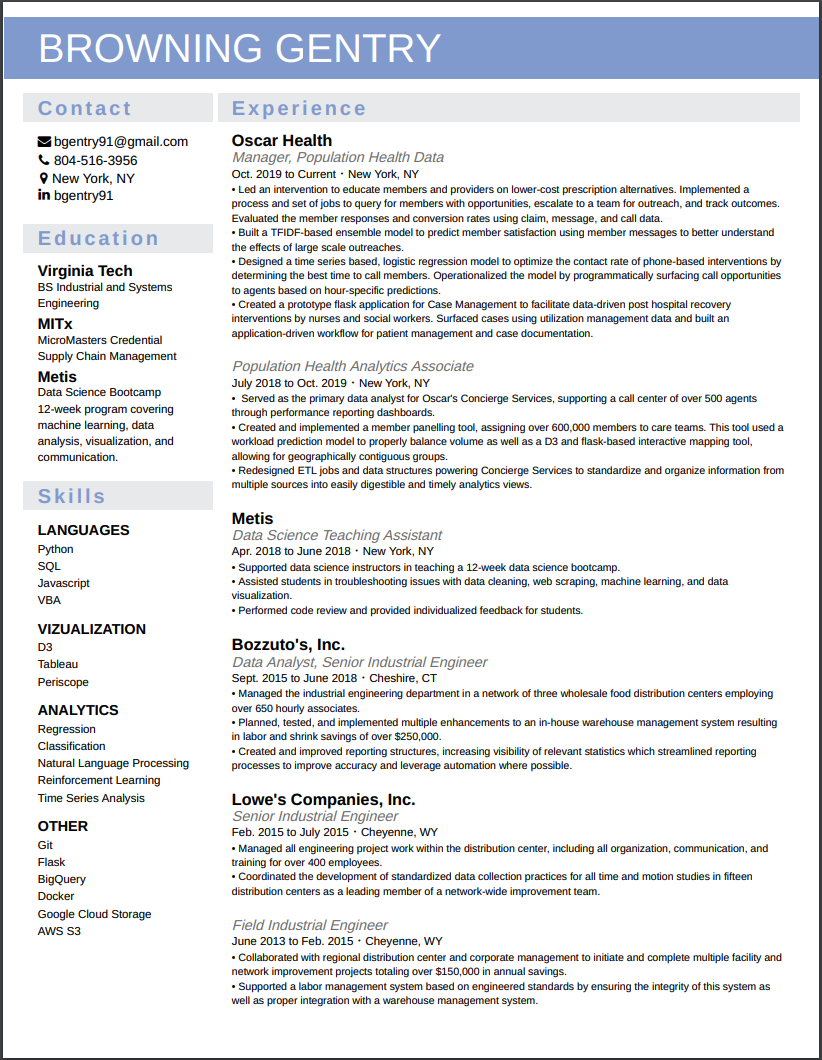 BROWNING GENTRY
Contact
bgentry91@gmail.com
804-516-3956
New York, NY
bgentry91
Education
Virginia Tech
BS Industrial and Systems
Engineering
MITx
MicroMasters Credential
Supply Chain Management
Metis
Data Science Bootcamp
12-week program covering
machine learning, data
analysis, visualization, and
communication.
Skills
LANGUAGES
Python
SQL
Javascript
VBA
VIZUALIZATION
D3
Tableau
Periscope
ANALYTICS
Regression
Classification
Natural Language Processing
Reinforcement Learning
Time Series Analysis
OTHER
Git
Flask
BigQuery
Docker
Google Cloud Storage
AWS S3
Experience
Oscar Health
Manager, Population Health Data
Oct. 2019 to Current · New York, NY
• Led an intervention to educate members and providers on lower-cost prescription alternatives. Implemented a
process and set of jobs to query for members with opportunities, escalate to a team for outreach, and track outcomes.
Evaluated the member responses and conversion rates using claim, message, and call data.
• Built a TFIDF-based ensemble model to predict member satisfaction using member messages to better understand
the effects of large scale outreaches.
• Designed a time series based, logistic regression model to optimize the contact rate of phone-based interventions by
determining the best time to call members. Operationalized the model by programmatically surfacing call opportunities
to agents based on hour-specific predictions.
• Created a prototype flask application for Case Management to facilitate data-driven post hospital recovery
interventions by nurses and social workers. Surfaced cases using utilization management data and built an
application-driven workflow for patient management and case documentation.
Population Health Analytics Associate
July 2018 to Oct. 2019 · New York, NY
• Served as the primary data analyst for Oscar's Concierge Services, supporting a call center of over 500 agents
through performance reporting dashboards.
• Created and implemented a member panelling tool, assigning over 600,000 members to care teams. This tool used a
workload prediction model to properly balance volume as well as a D3 and flask-based interactive mapping tool,
allowing for geographically contiguous groups.
• Redesigned ETL jobs and data structures powering Concierge Services to standardize and organize information from
multiple sources into easily digestible and timely analytics views.
Metis
Data Science Teaching Assistant
Apr. 2018 to June 2018 · New York, NY
• Supported data science instructors in teaching a 12-week data science bootcamp.
• Assisted students in troubleshooting issues with data cleaning, web scraping, machine learning, and data
visualization.
• Performed code review and provided individualized feedback for students.
Bozzuto's, Inc.
Data Analyst, Senior Industrial Engineer
Sept. 2015 to June 2018 · Cheshire, CT
• Managed the industrial engineering department in a network of three wholesale food distribution centers employing
over 650 hourly associates.
• Planned, tested, and implemented multiple enhancements to an in-house warehouse management system resulting
in labor and shrink savings of over $250,000.
• Created and improved reporting structures, increasing visibility of relevant statistics which streamlined reporting
processes to improve accuracy and leverage automation where possible.
Lowe's Companies, Inc.
Senior Industrial Engineer
Feb. 2015 to July 2015 · Cheyenne, WY
• Managed all engineering project work within the distribution center, including all organization, communication, and
training for over 400 employees.
• Coordinated the development of standardized data collection practices for all time and motion studies in fifteen
distribution centers as a leading member of a network-wide improvement team.
Field Industrial Engineer
June 2013 to Feb. 2015 · Cheyenne, WY
• Collaborated with regional distribution center and corporate management to initiate and complete multiple facility and
network improvement projects totaling over $150,000 in annual savings.
• Supported a labor management system based on engineered standards by ensuring the integrity of this system as
well as proper integration with a warehouse management system.